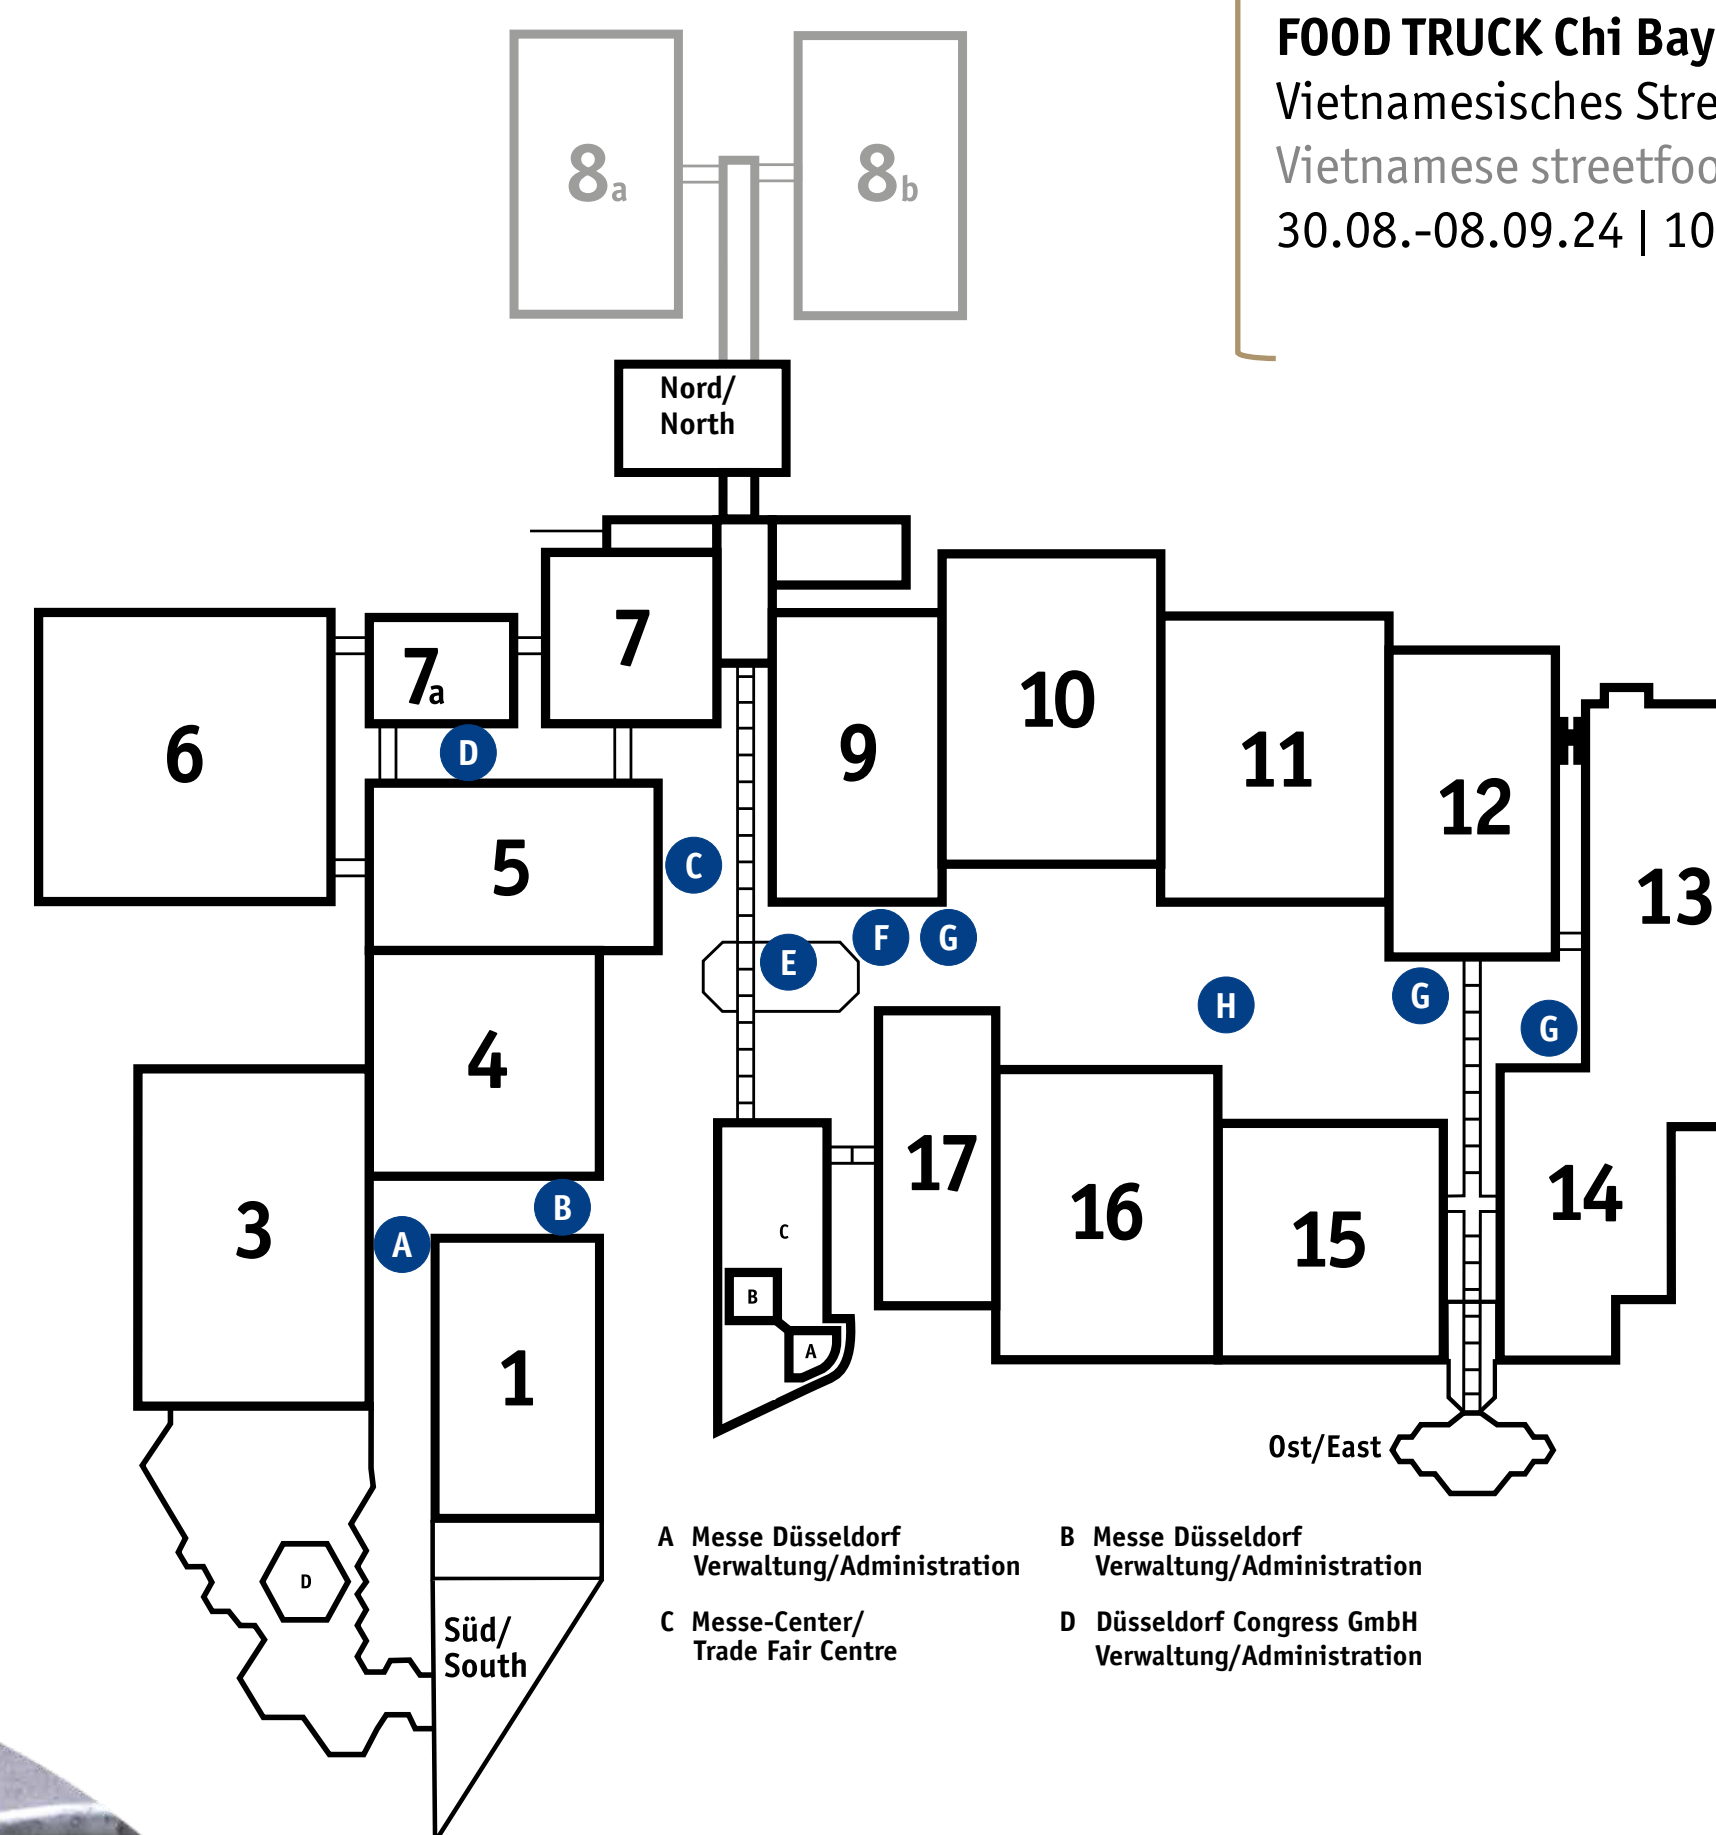 FOOD TRUCK Chi Bay
Vietnamesisches Stre
Vietnamese streetfoo
30.08.-08.09.24 | 10
8a
8b
Nord/
North
7
7a
6
D
9
10
11
12
13
5
C
F
G
E
H
G
G
4
3
A
B
1
17
16
15
14
C
B
A
Ost/East
D
Süd/
South
A Messe Düsseldorf
Verwaltung/Administration
B Messe Düsseldorf
Verwaltung/Administration
C Messe-Center/
Trade Fair Centre
D Düsseldorf Congress GmbH
Verwaltung/Administration